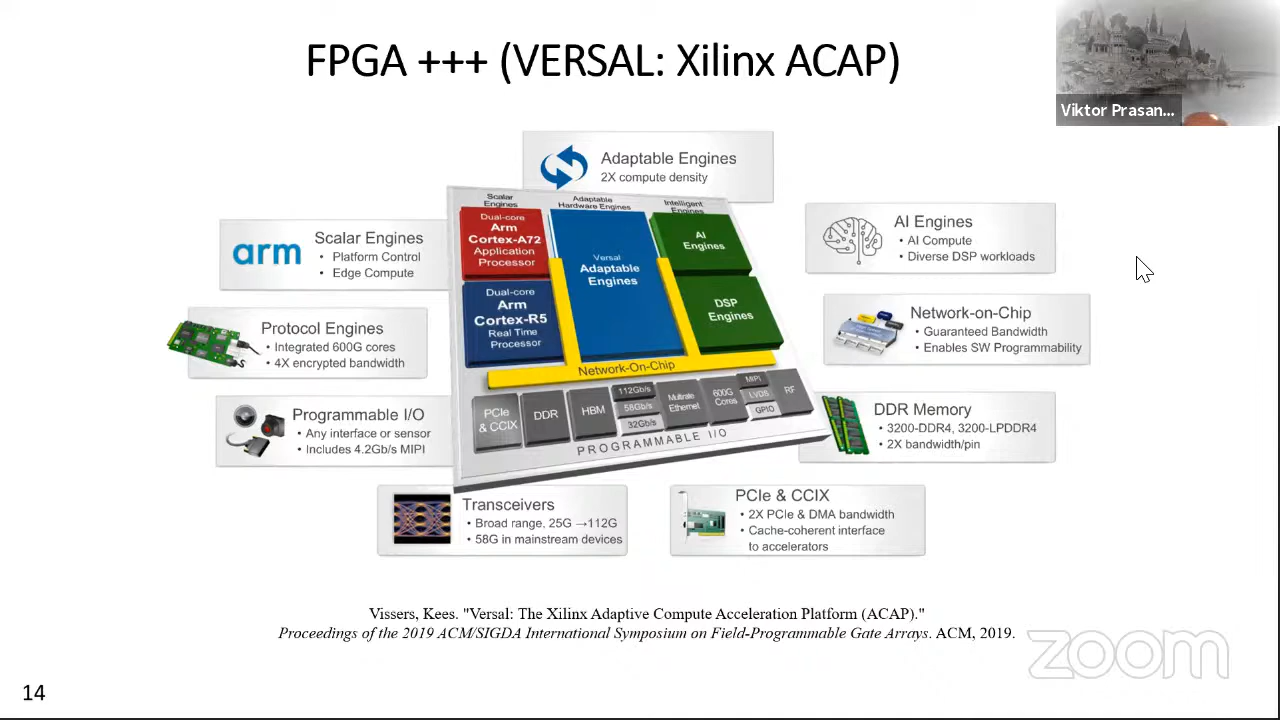 FPGA +++ (VERSAL: Xilinx ACAP)
Viktor Prasan...
Adaptable Engines
2X compute density
arm
Scalar Engines
• Platform Control
• Edge Compute
Protocol Engines
• Integrated 600G cores
• 4X encrypted bandwidth
Programmable I/O
• Any interface or sensor
• Includes 4.2Gb/s MIPI
Transceivers
• Broad range, 25G →112G
• 58G in mainstream devices
Scalar
Engines
Adaptable
Hardware Engines
Intelligent
Engines
Dual-core
Arm
Cortex-A72
Application
Processor
Dual-core
Arm
Cortex-R5
Real Time
Processor
Versal
Adaptable
Engines
AI
Engines
DSP
Engines
Network-On-Chip
PCIe
& CCIX
DDR
HBM
112Gb/s
58Gb/s
32Gb/s
Multirate
Ethernet
600G
Cores
MIPI
LVDS
GPIO
RF
PROGRAMMABLE I/O
AI Engines
• AI Compute
• Diverse DSP workloads
Network-on-Chip
• Guaranteed Bandwidth
• Enables SW Programmability
DDR Memory
• 3200-DDR4, 3200-LPDDR4
• 2X bandwidth/pin
PCIe & CCIX
• 2X PCIe & DMA bandwidth
• Cache-coherent interface
to accelerators
Vissers, Kees. "Versal: The Xilinx Adaptive Compute Acceleration Platform (ACAP)."
Proceedings of the 2019 ACM/SIGDA International Symposium on Field-Programmable Gate Arrays. ACM, 2019.
zoom
14